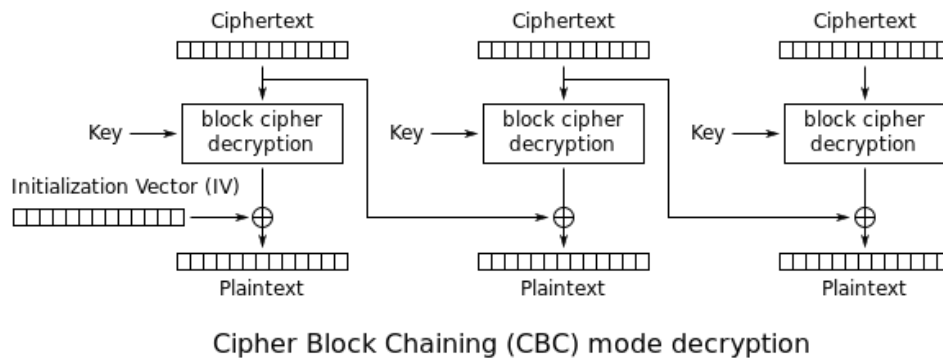 Ciphertext Ciphertext Ciphertext
Key block cipher decryption Key block cipher decryption Key block cipher decryption
Initialization Vector (IV)
Plaintext Plaintext Plaintext
Cipher Block Chaining (CBC) mode decryption